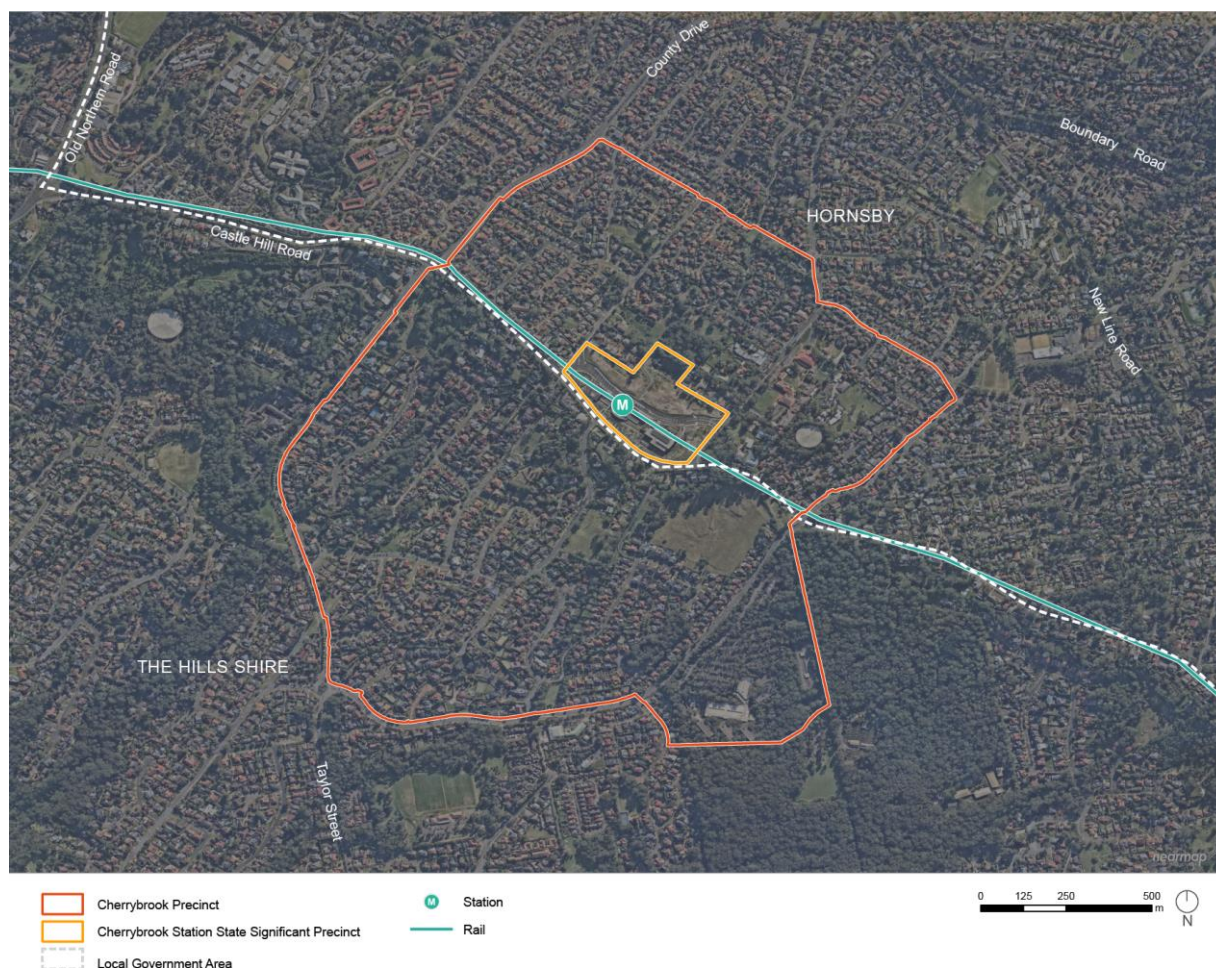 County Drive
Old Northern Road
Boundary Road
HORNSBY
Castle Hill Road
New Line Road
M
THE HILLS SHIRE
Taylor Street
nearmap
Cherrybrook Precinct
Cherrybrook Station State Significant Precinct
Local Government Area
M Station
Rail
0 125 250 500
m
N